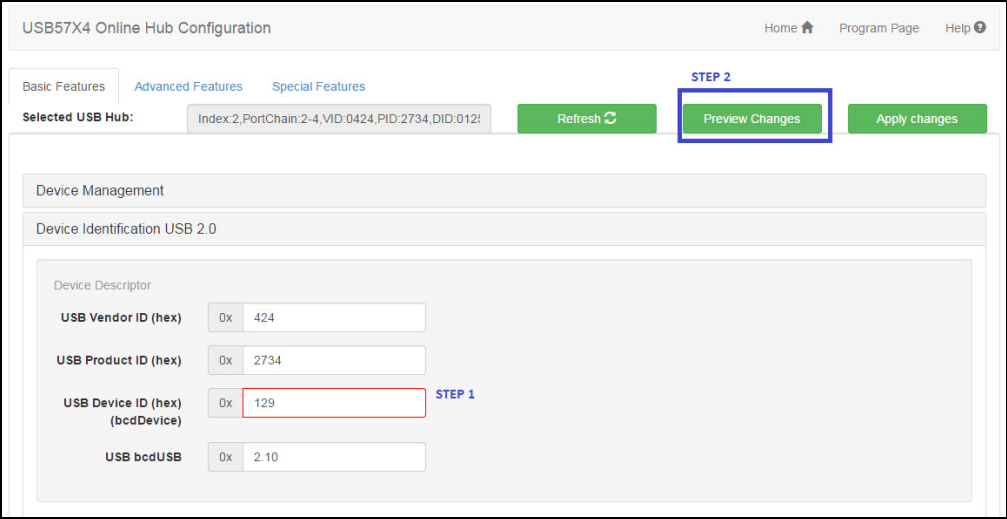 USB57X4 Online Hub Configuration
Home
Program Page
Help
Basic Features
Advanced Features
Special Features
STEP 2
Selected USB Hub:
Index:2,PortChain:2-4,VID:0424,PID:2734,DID:0125
Refresh
Preview Changes
Apply changes
Device Management
Device Identification USB 2.0
Device Descriptor
USB Vendor ID (hex)
0x
424
USB Product ID (hex)
0x
2734
USB Device ID (hex)
(bcdDevice)
0x
129
STEP 1
USB bcdUSB
0x
2.10